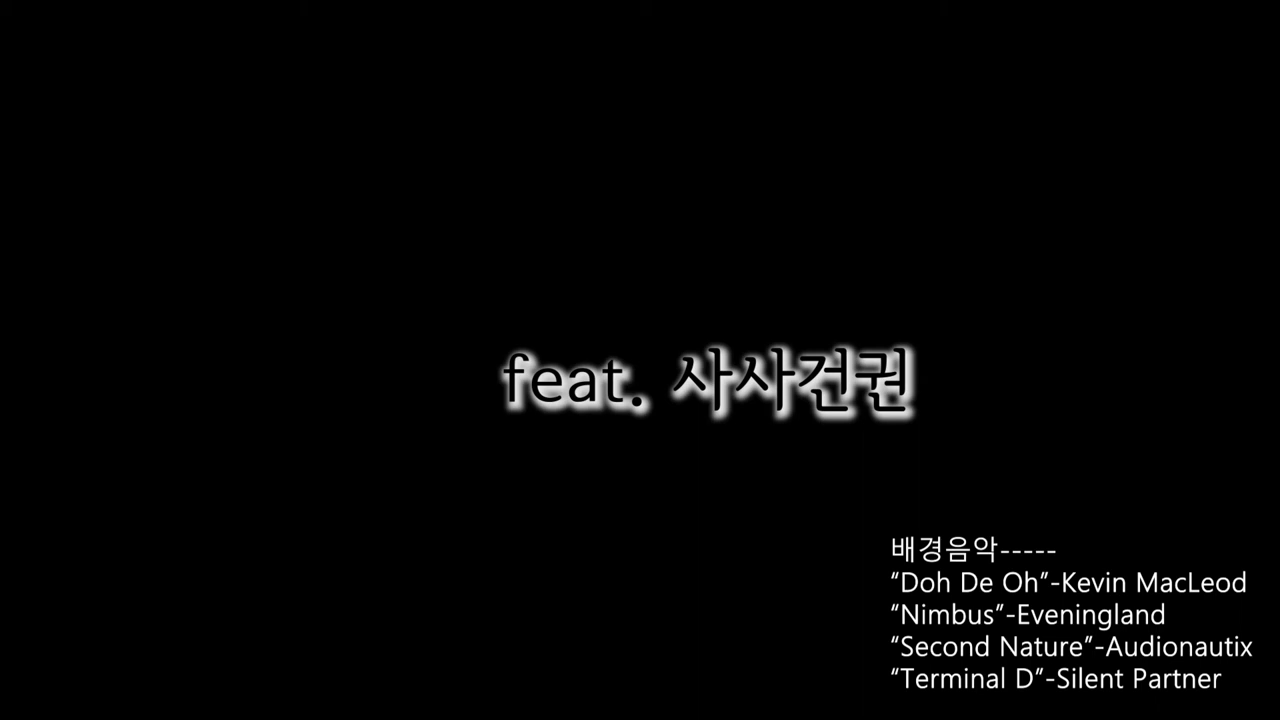 feat. 사사건권
배경음악-----
“Doh De Oh”-Kevin MacLeod
“Nimbus”-Eveningland
“Second Nature”-Audionautix
“Terminal D”-Silent Partner